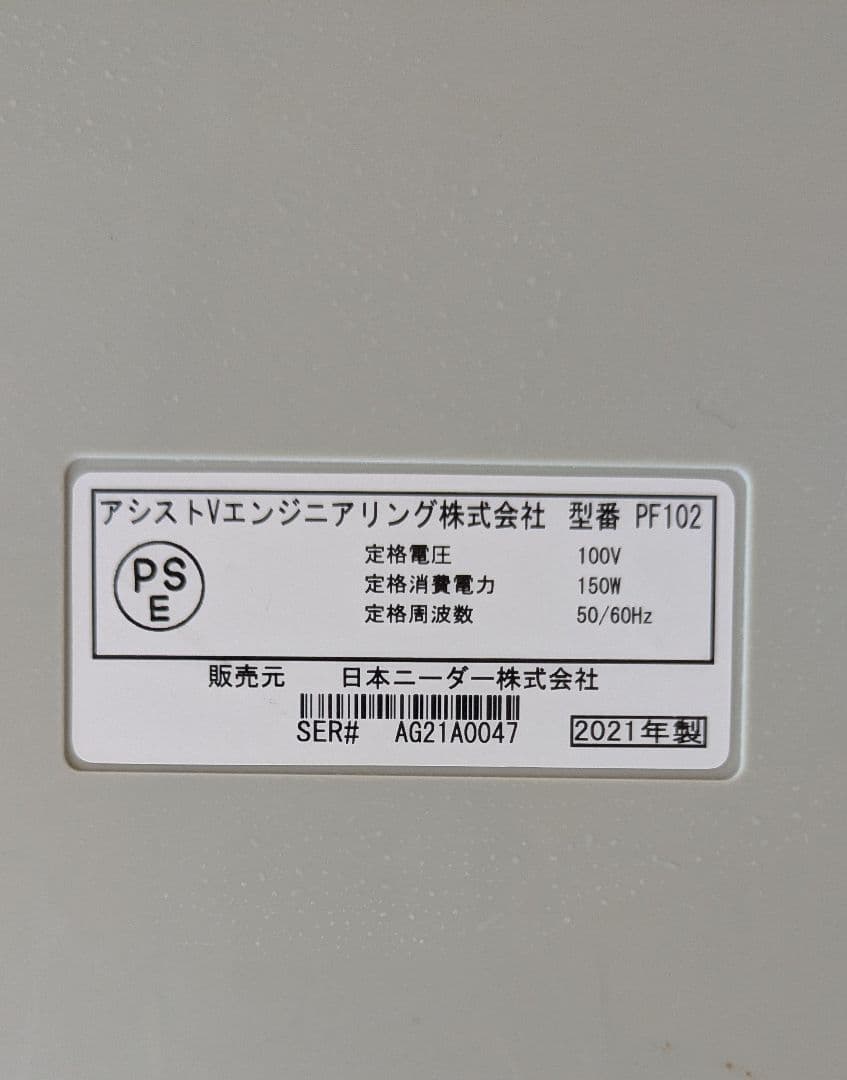 アシストVエンジニアリング株式会社 型番 PF102
PS
E
定格電圧 100V
定格消費電力 150W
定格周波数 50/60Hz
販売元 日本ニーダー株式会社
SER# AG21A0047
2021年製